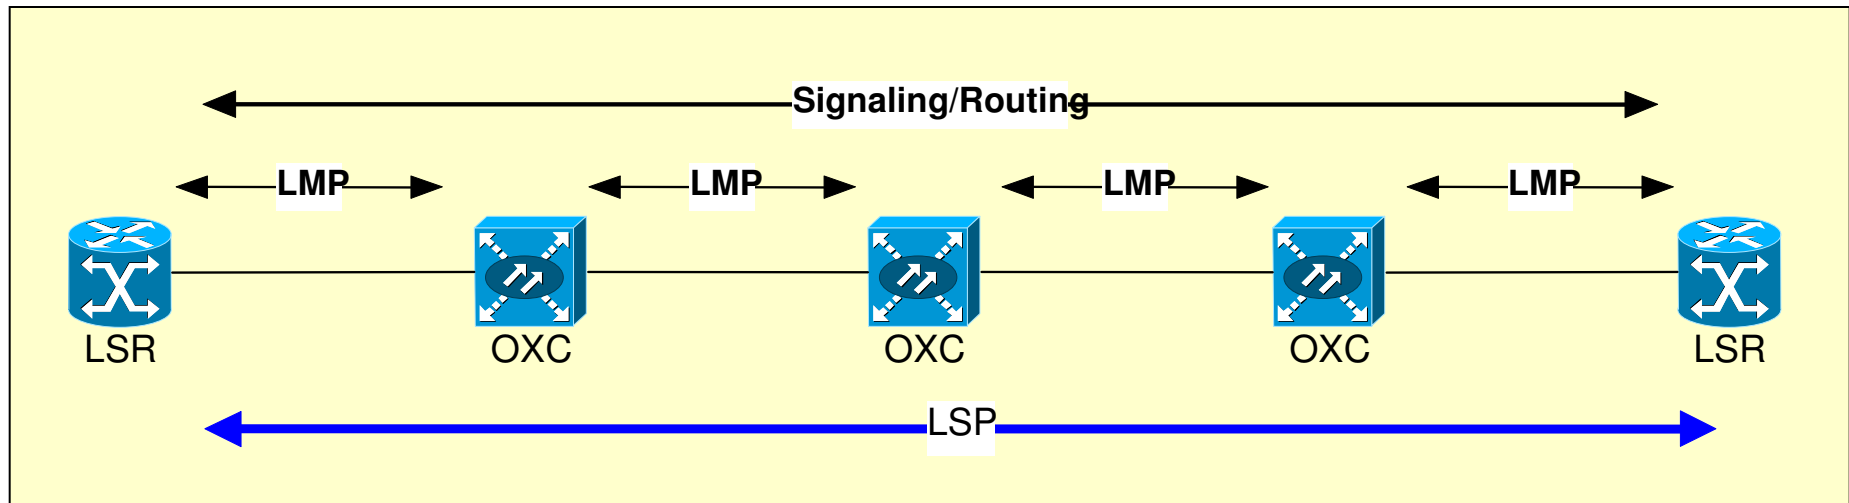 Signaling/Routing
LMP LMP LMP LMP
LSR OXC OXC OXC LSR
LSP